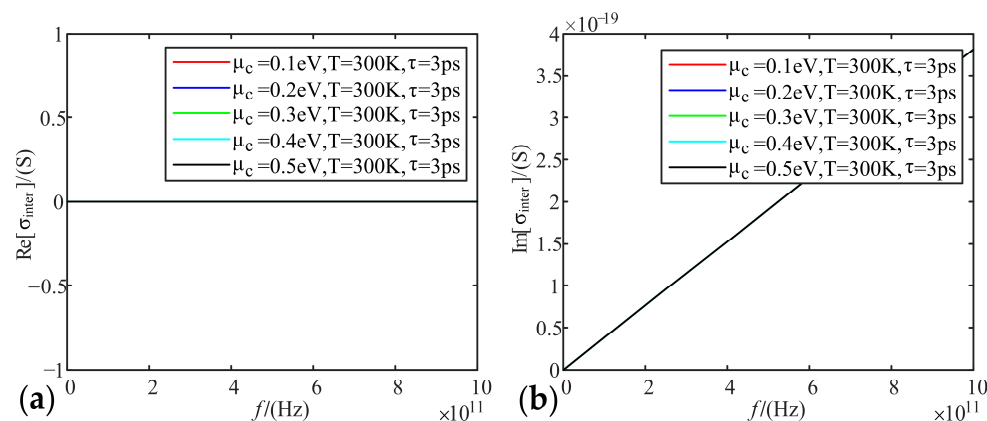 1
0.5
0
−0.5
−1
Re[ σinter ]/(S)
μc =0.1eV,T=300K, τ=3ps
μc =0.2eV,T=300K, τ=3ps
μc =0.3eV,T=300K, τ=3ps
μc =0.4eV,T=300K, τ=3ps
μc =0.5eV,T=300K, τ=3ps
0 2 4 6 8 10
f/(Hz)
×10¹¹
(a)
×10⁻¹⁹
4
3.5
3
2.5
2
1.5
1
0.5
0
Im[ σinter ]/(S)
μc =0.1eV,T=300K, τ=3ps
μc =0.2eV,T=300K, τ=3ps
μc =0.3eV,T=300K, τ=3ps
μc =0.4eV,T=300K, τ=3ps
μc =0.5eV,T=300K, τ=3ps
0 2 4 6 8 10
f/(Hz)
×10¹¹
(b)